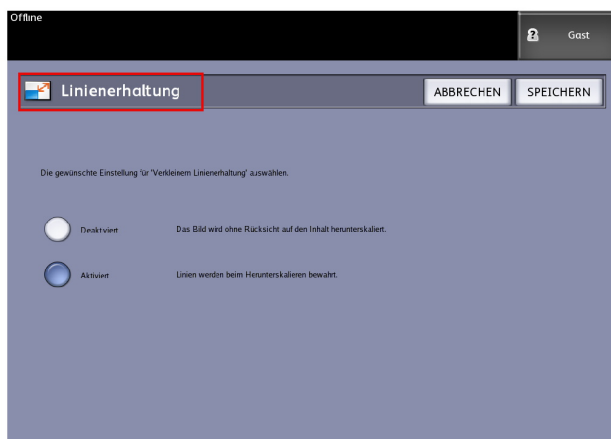 Offline
Gast
Linienerhaltung
ABBRECHEN
SPEICHERN
Die gewünschte Einstellung für 'Verkleinern Linienerhaltung' auswählen.
Deaktiviert Das Bild wird ohne Rücksicht auf den Inhalt herunterskaliert.
Aktiviert Linien werden beim Herunterskalieren bewahrt.